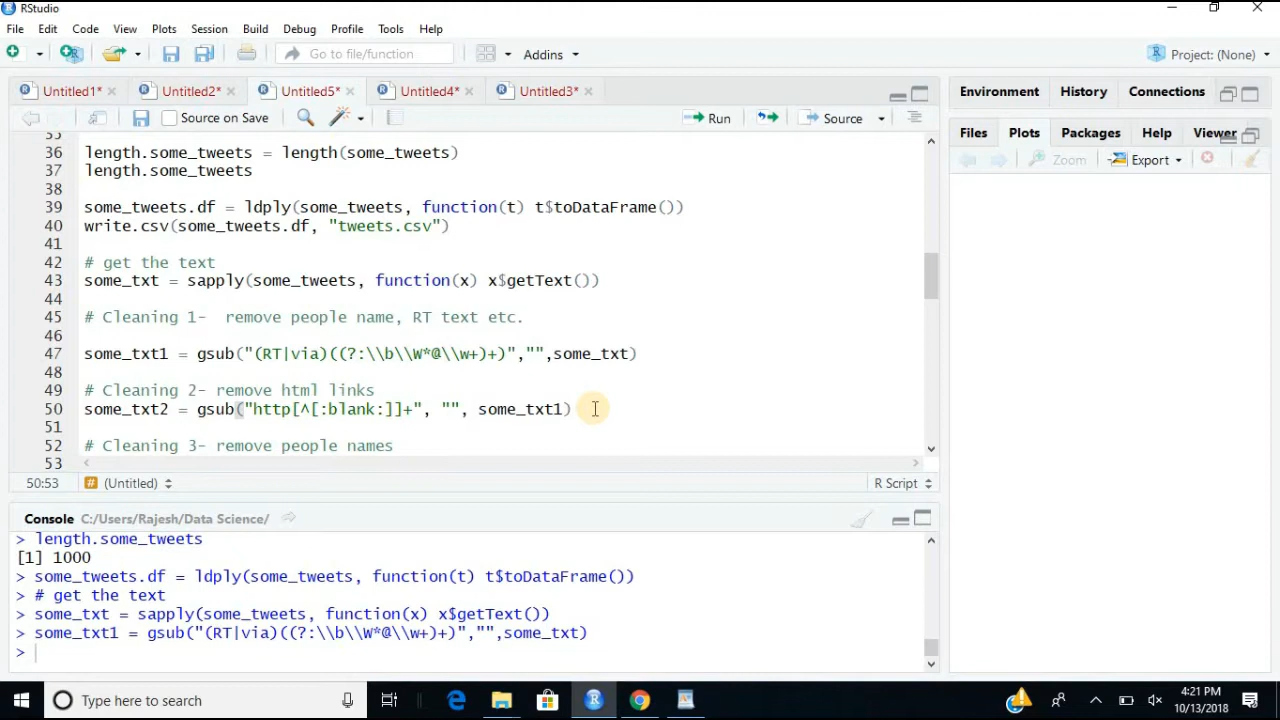 RStudio
File Edit Code View Plots Session Build Debug Profile Tools Help
Go to file/function Addins Project: (None)
Untitled1* Untitled2* Untitled5* Untitled4* Untitled3*
Environment History Connections
Source on Save Run Source
Files Plots Packages Help Viewer
Zoom Export
35
36 length.some_tweets = length(some_tweets)
37 length.some_tweets
38
39 some_tweets.df = ldply(some_tweets, function(t) t$toDataFrame())
40 write.csv(some_tweets.df, "tweets.csv")
41
42 # get the text
43 some_txt = sapply(some_tweets, function(x) x$getText())
44
45 # Cleaning 1-  remove people name, RT text etc.
46
47 some_txt1 = gsub("(RT|via)((?:\\b\\W*@\\w+)+)","",some_txt)
48
49 # Cleaning 2- remove html links
50 some_txt2 = gsub("http[^[:blank:]]+", "", some_txt1)
51
52 # Cleaning 3- remove people names
53
50:53 # (Untitled) R Script
Console C:/Users/Rajesh/Data Science/
> length.some_tweets
[1] 1000
> some_tweets.df = ldply(some_tweets, function(t) t$toDataFrame())
> # get the text
> some_txt = sapply(some_tweets, function(x) x$getText())
> some_txt1 = gsub("(RT|via)((?:\\b\\W*@\\w+)+)","",some_txt)
>
Type here to search
4:21 PM
10/13/2018